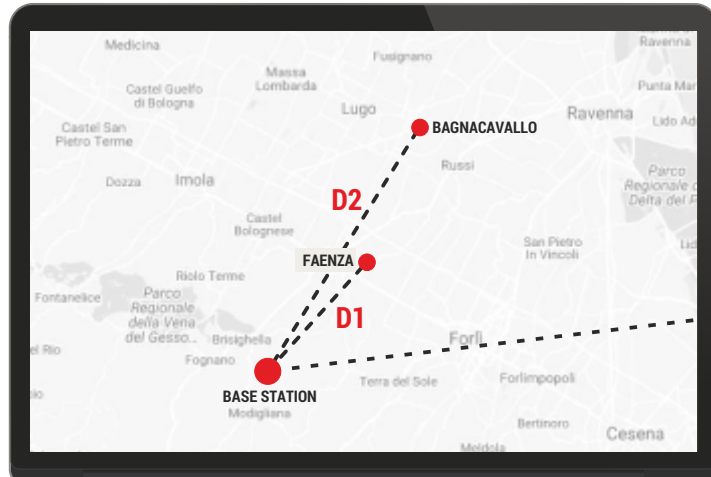 Medicina
Fusignano
Ravenna
Massa
Lombarda
Castel Guelfo
di Bologna
Punta Mar
Lugo
Ravenna
Lido Ad
Castel San
Pietro Terme
BAGNACAVALLO
Russi
Parco
Regionale d
Delta del P
Dozza
Imola
D2
Castel
Bolognese
San Pietro
In Vincoli
Lid
FAENZA
Riolo Terme
Fontanelice
Parco
Regionale
della Vena
del Gesso...
D1
Brisighella
Forlì
el Rio
Fognano
Terra del Sole
Forlimpopoli
BASE STATION
Modigliana
Bertinoro
Cesena
Meldola